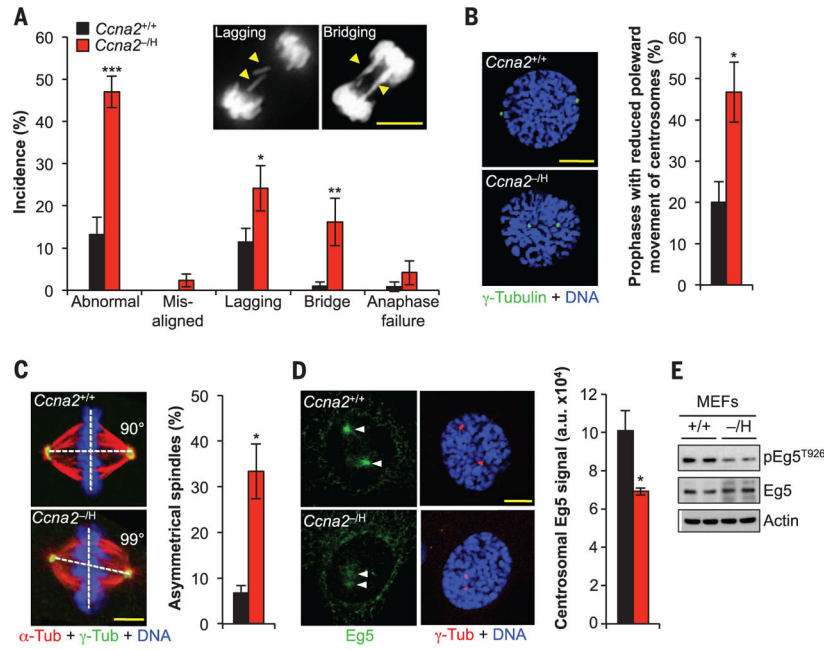 A
Ccna2+/+
Ccna2–/H
Incidence (%)
60
50
40
30
20
10
0
***
*
**
Abnormal
Mis-
aligned
Lagging
Bridge
Anaphase
failure
Lagging
Bridging
B
Ccna2+/+
Ccna2–/H
γ-Tubulin + DNA
Prophases with reduced poleward
movement of centrosomes (%)
60
50
40
30
20
10
0
*
C
Ccna2+/+
90°
Ccna2–/H
99°
α-Tub + γ-Tub + DNA
Asymmetrical spindles (%)
50
40
30
20
10
0
*
D
Ccna2+/+
Ccna2–/H
Eg5
γ-Tub + DNA
Centrosomal Eg5 signal (a.u. x10⁴)
12
10
8
6
4
2
0
*
E
MEFs
+/+
–/H
pEg5T926
Eg5
Actin